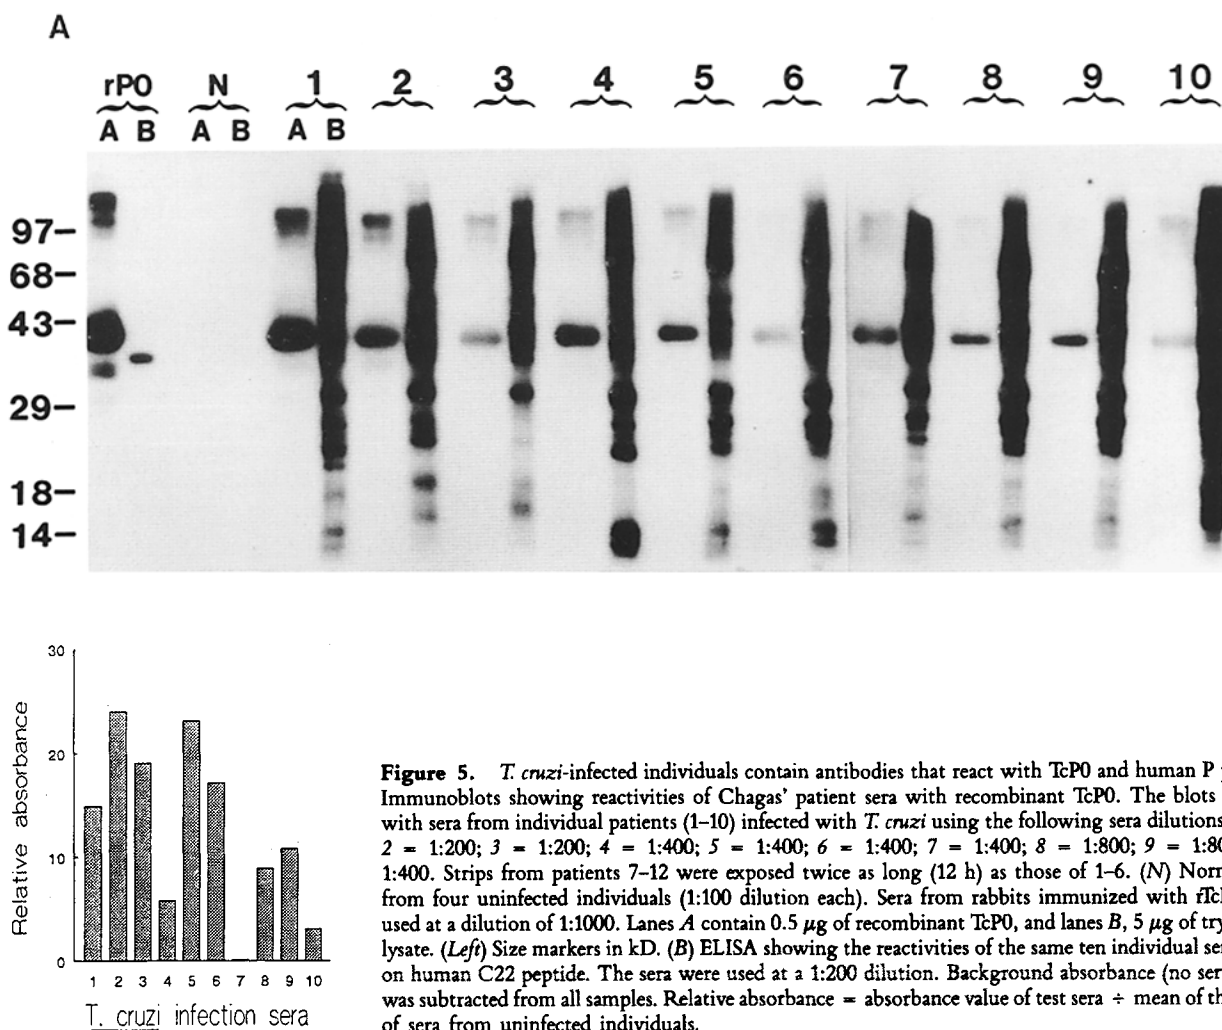 A
rPO N 1 2 3 4 5 6 7 8 9 10
A B A B A B
97–
68–
43–
29–
18–
14–
30
20
10
0
Relative absorbance
1 2 3 4 5 6 7 8 9 10
T. cruzi infection sera
Figure 5. T. cruzi-infected individuals contain antibodies that react with TcP0 and human P
Immunoblots showing reactivities of Chagas' patient sera with recombinant TcP0. The blots
with sera from individual patients (1–10) infected with T. cruzi using the following sera dilutions
2 = 1:200; 3 = 1:200; 4 = 1:400; 5 = 1:400; 6 = 1:400; 7 = 1:400; 8 = 1:800; 9 = 1:80
1:400. Strips from patients 7–12 were exposed twice as long (12 h) as those of 1–6. (N) Norm
from four uninfected individuals (1:100 dilution each). Sera from rabbits immunized with rTc
used at a dilution of 1:1000. Lanes A contain 0.5 μg of recombinant TcP0, and lanes B, 5 μg of try
lysate. (Left) Size markers in kD. (B) ELISA showing the reactivities of the same ten individual ser
on human C22 peptide. The sera were used at a 1:200 dilution. Background absorbance (no ser
was subtracted from all samples. Relative absorbance = absorbance value of test sera ÷ mean of th
of sera from uninfected individuals.